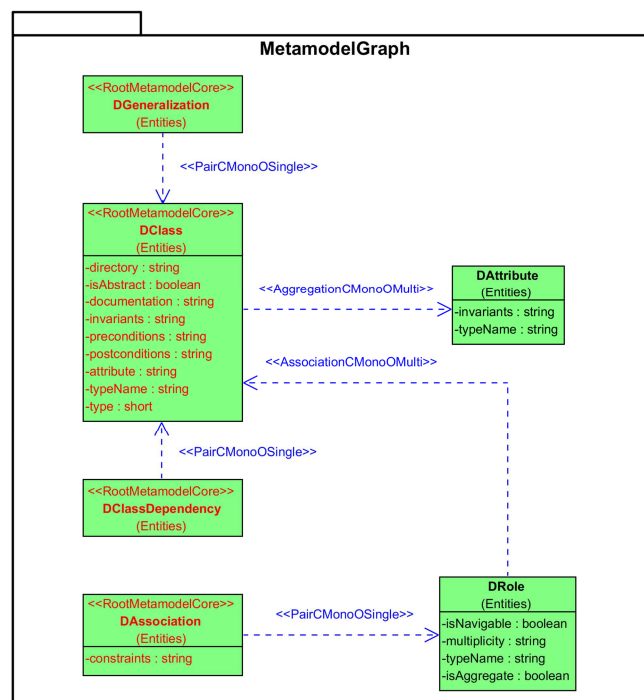 MetamodelGraph
<<RootMetamodelCore>>
DGeneralization
(Entities)
<<PairCMonoOSingle>>
<<RootMetamodelCore>>
DClass
(Entities)
-directory : string
-isAbstract : boolean
-documentation : string
-invariants : string
-preconditions : string
-postconditions : string
-attribute : string
-typeName : string
-type : short
<<AggregationCMonoOMulti>>
DAttribute
(Entities)
-invariants : string
-typeName : string
<<AssociationCMonoOMulti>>
<<PairCMonoOSingle>>
<<RootMetamodelCore>>
DClassDependency
(Entities)
<<RootMetamodelCore>>
DAssociation
(Entities)
-constraints : string
<<PairCMonoOSingle>>
DRole
(Entities)
-isNavigable : boolean
-multiplicity : string
-typeName : string
-isAggregate : boolean